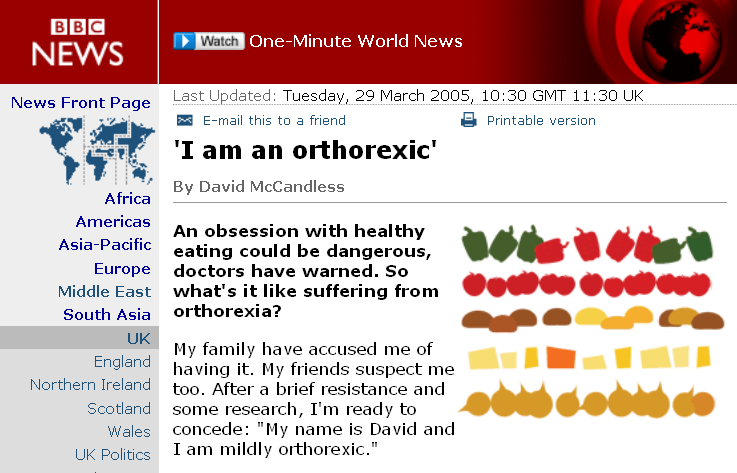 BBC
NEWS
Watch One-Minute World News
News Front Page
Africa
Americas
Asia-Pacific
Europe
Middle East
South Asia
UK
England
Northern Ireland
Scotland
Wales
UK Politics
Last Updated: Tuesday, 29 March 2005, 10:30 GMT 11:30 UK
E-mail this to a friend
Printable version
'I am an orthorexic'
By David McCandless
An obsession with healthy
eating could be dangerous,
doctors have warned. So
what's it like suffering from
orthorexia?
My family have accused me of
having it. My friends suspect me
too. After a brief resistance and
some research, I'm ready to
concede: "My name is David and
I am mildly orthorexic."